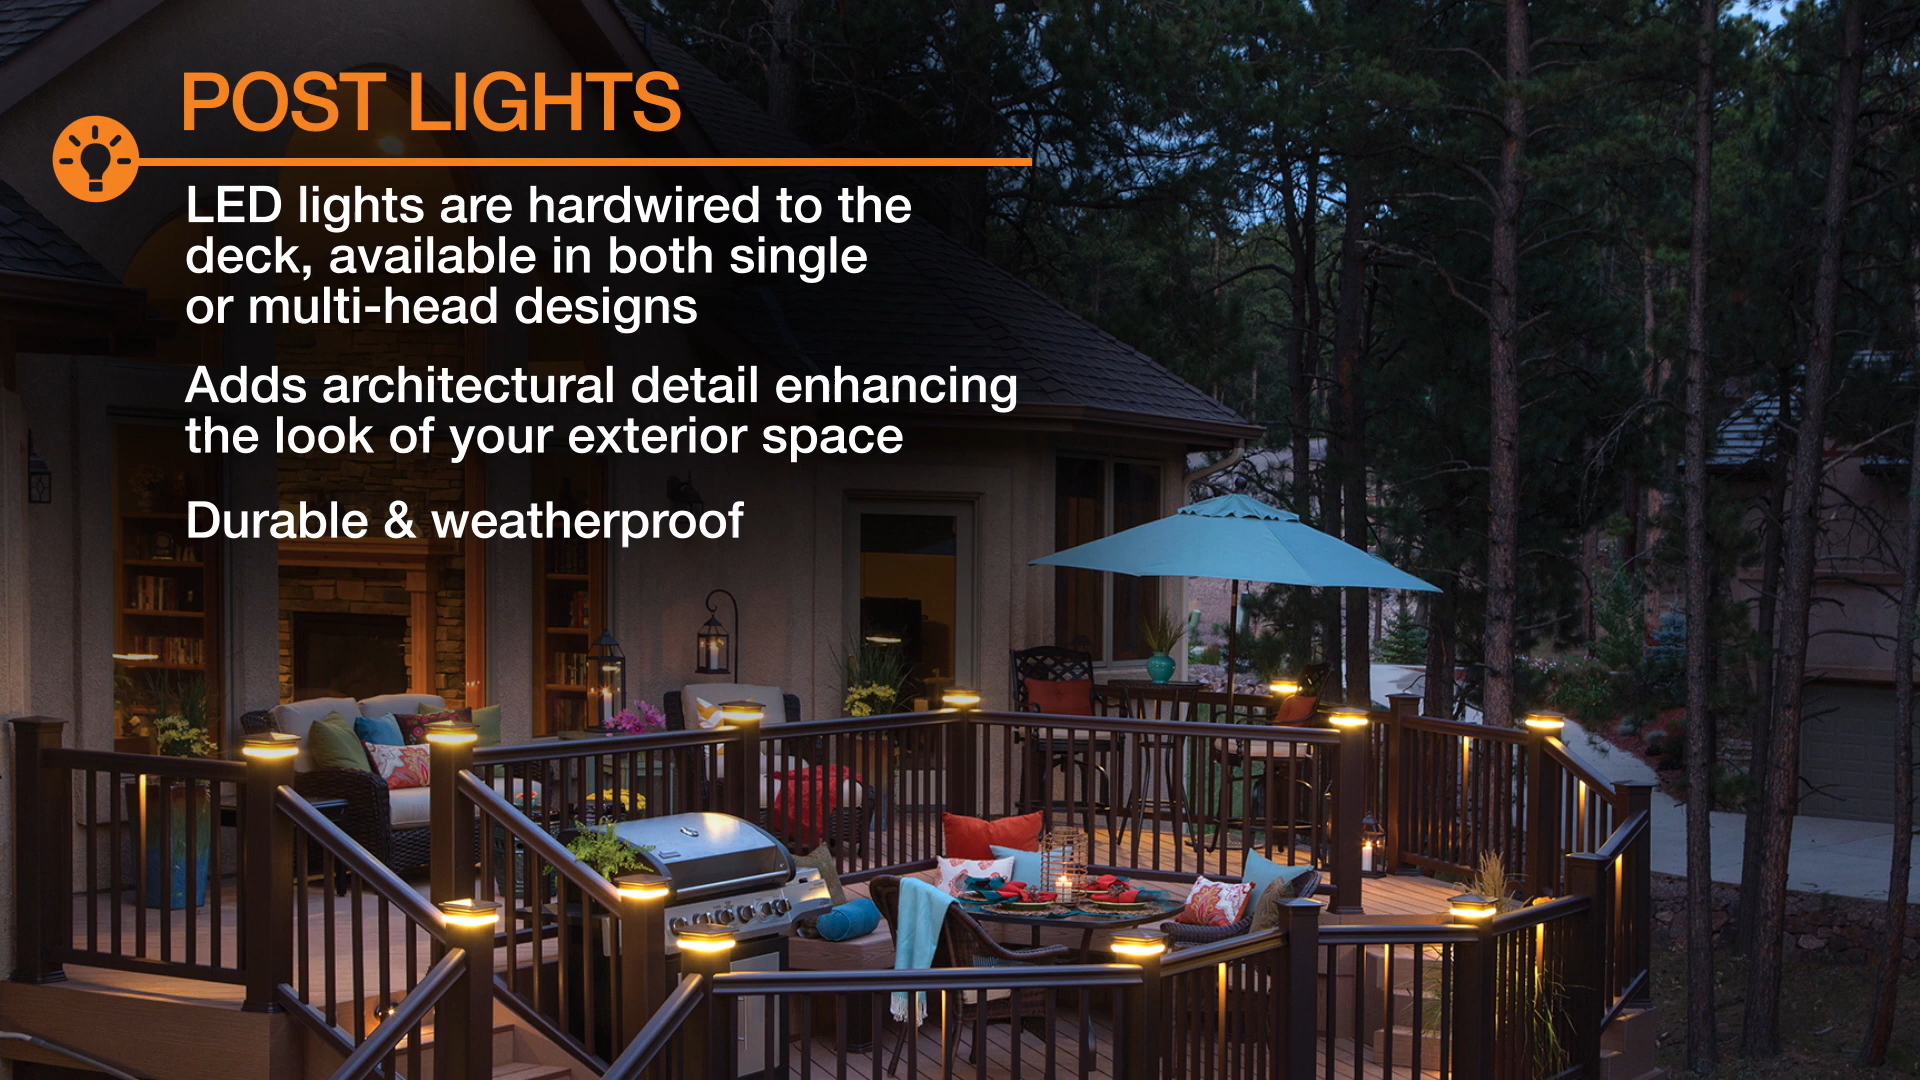 POST LIGHTS
LED lights are hardwired to the
deck, available in both single
or multi-head designs
Adds architectural detail enhancing
the look of your exterior space
Durable & weatherproof